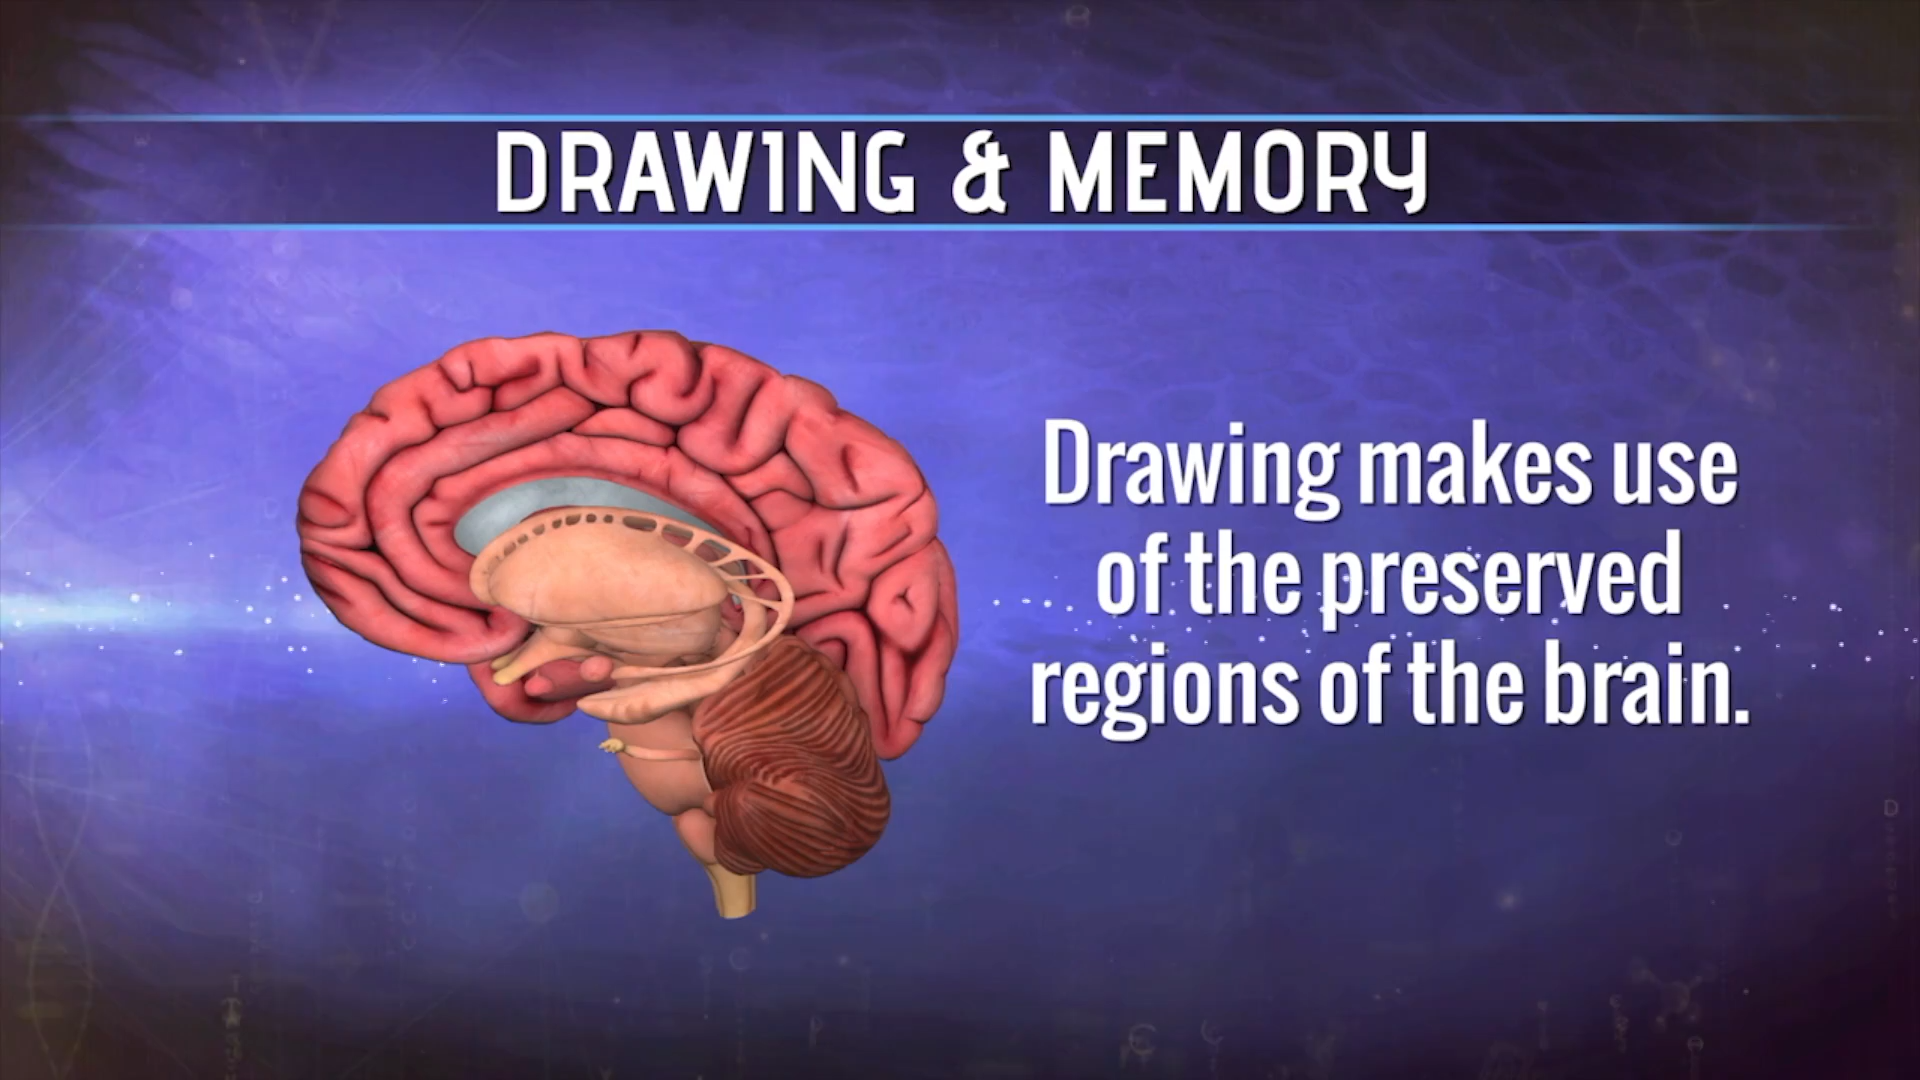 DRAWING & MEMORY
Drawing makes use
of the preserved
regions of the brain.